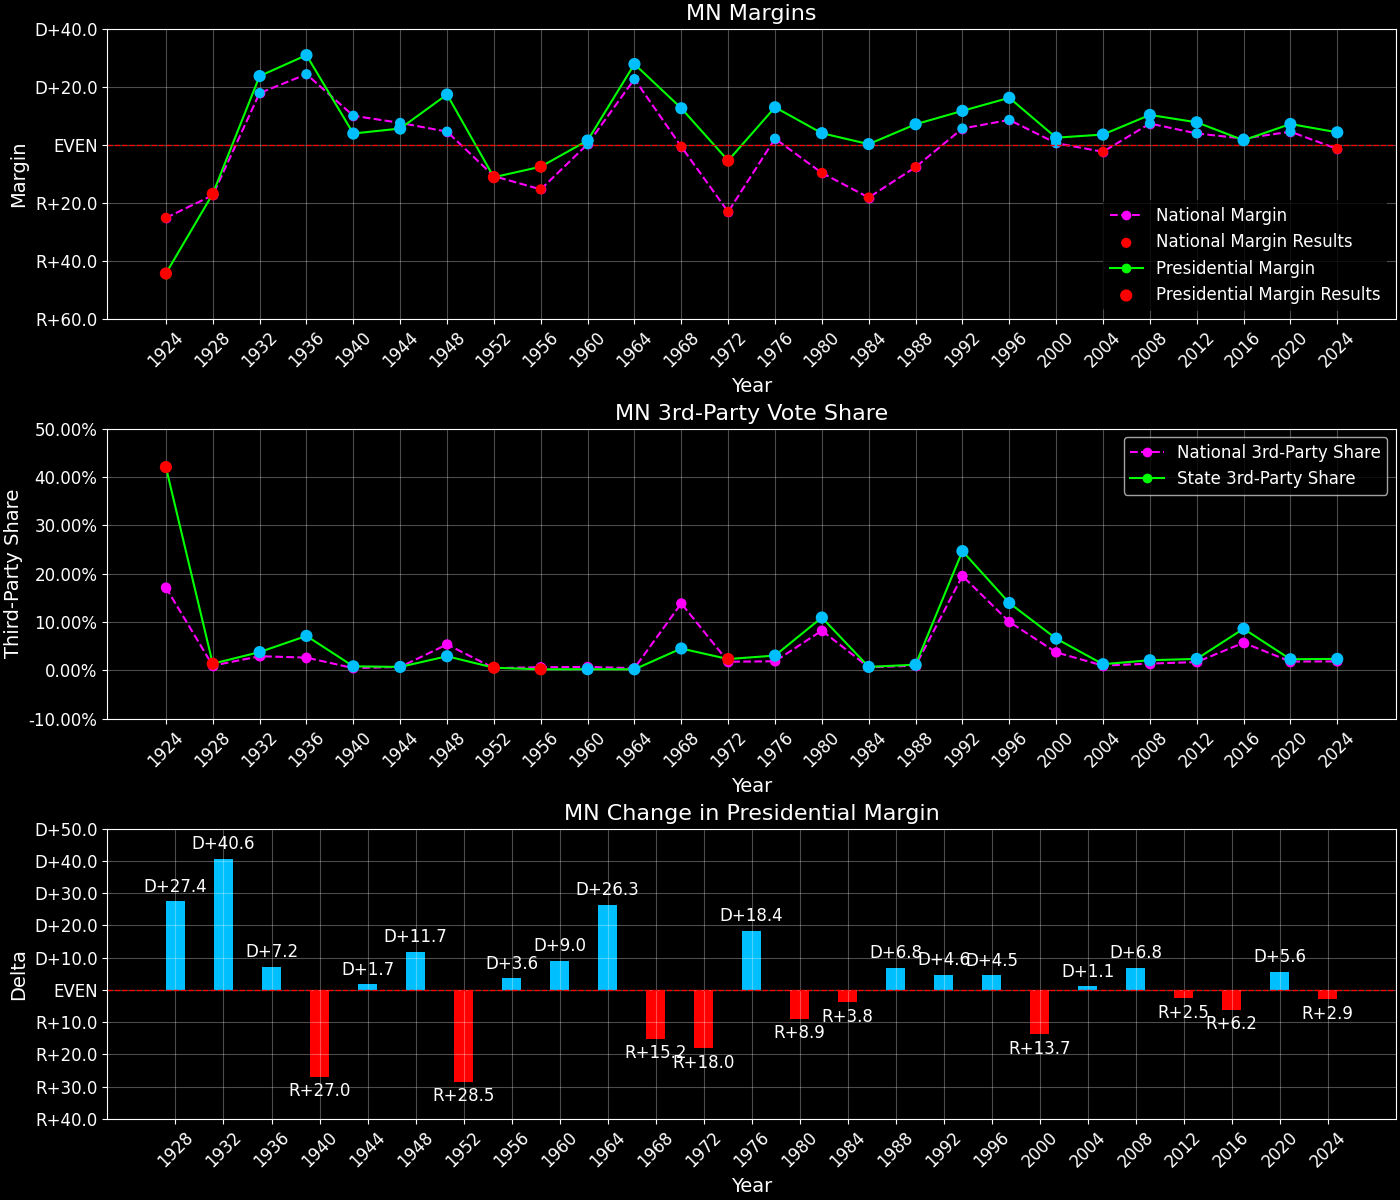 MN Margins
D+40.0
D+20.0
EVEN
R+20.0
R+40.0
R+60.0
Margin
National Margin
National Margin Results
Presidential Margin
Presidential Margin Results
1924 1928 1932 1936 1940 1944 1948 1952 1956 1960 1964 1968 1972 1976 1980 1984 1988 1992 1996 2000 2004 2008 2012 2016 2020 2024
Year
MN 3rd-Party Vote Share
50.00%
40.00%
30.00%
20.00%
10.00%
0.00%
-10.00%
Third-Party Share
National 3rd-Party Share
State 3rd-Party Share
1924 1928 1932 1936 1940 1944 1948 1952 1956 1960 1964 1968 1972 1976 1980 1984 1988 1992 1996 2000 2004 2008 2012 2016 2020 2024
Year
MN Change in Presidential Margin
D+50.0
D+40.0
D+30.0
D+20.0
D+10.0
EVEN
R+10.0
R+20.0
R+30.0
R+40.0
Delta
D+27.4 D+40.6 D+7.2 R+27.0 D+1.7 D+11.7 R+28.5 D+3.6 D+9.0 D+26.3 R+15.2 R+18.0 D+18.4 R+8.9 R+3.8 D+6.8 D+4.6 D+4.5 R+13.7 D+1.1 D+6.8 R+2.5 R+6.2 D+5.6 R+2.9
1928 1932 1936 1940 1944 1948 1952 1956 1960 1964 1968 1972 1976 1980 1984 1988 1992 1996 2000 2004 2008 2012 2016 2020 2024
Year